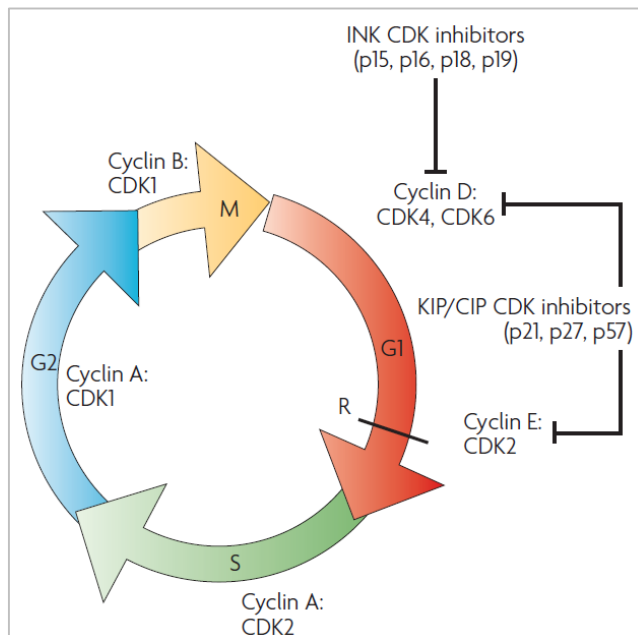 INK CDK inhibitors
(p15, p16, p18, p19)
Cyclin B:
CDK1
M
Cyclin D:
CDK4, CDK6
KIP/CIP CDK inhibitors
(p21, p27, p57)
G1
G2
Cyclin A:
CDK1
R
Cyclin E:
CDK2
S
Cyclin A:
CDK2